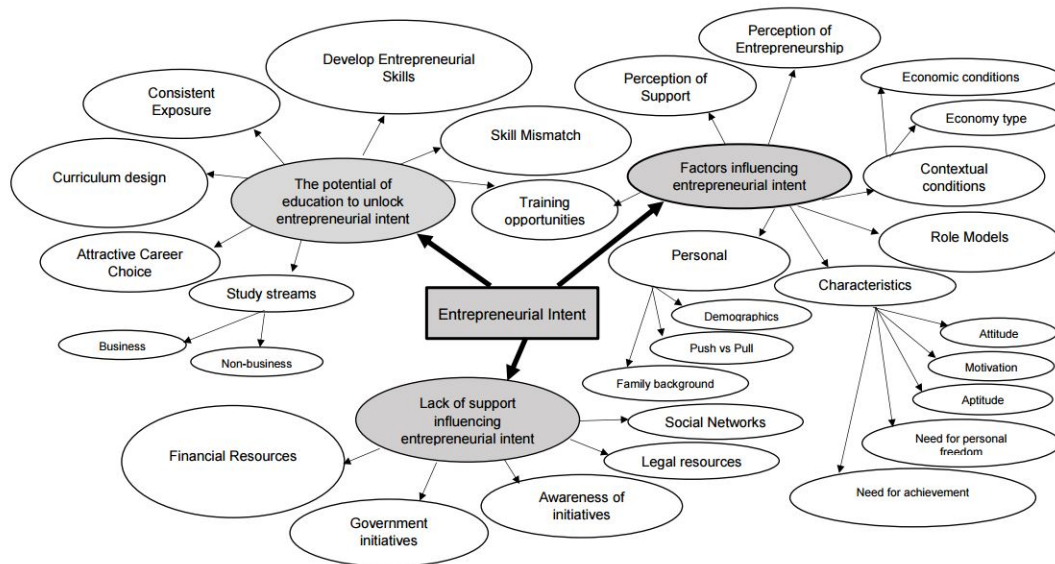 Perception of
Entrepreneurship
Develop Entrepreneurial
Skills
Perception of
Support
Economic conditions
Consistent
Exposure
Economy type
Skill Mismatch
Curriculum design
The potential of
education to unlock
entrepreneurial intent
Factors influencing
entrepreneurial intent
Contextual
conditions
Training
opportunities
Attractive Career
Choice
Personal
Role Models
Study streams
Characteristics
Entrepreneurial Intent
Demographics
Business
Non-business
Push vs Pull
Attitude
Family background
Motivation
Aptitude
Lack of support
influencing
entrepreneurial intent
Social Networks
Need for personal
freedom
Financial Resources
Legal resources
Need for achievement
Awareness of
initiatives
Government
initiatives